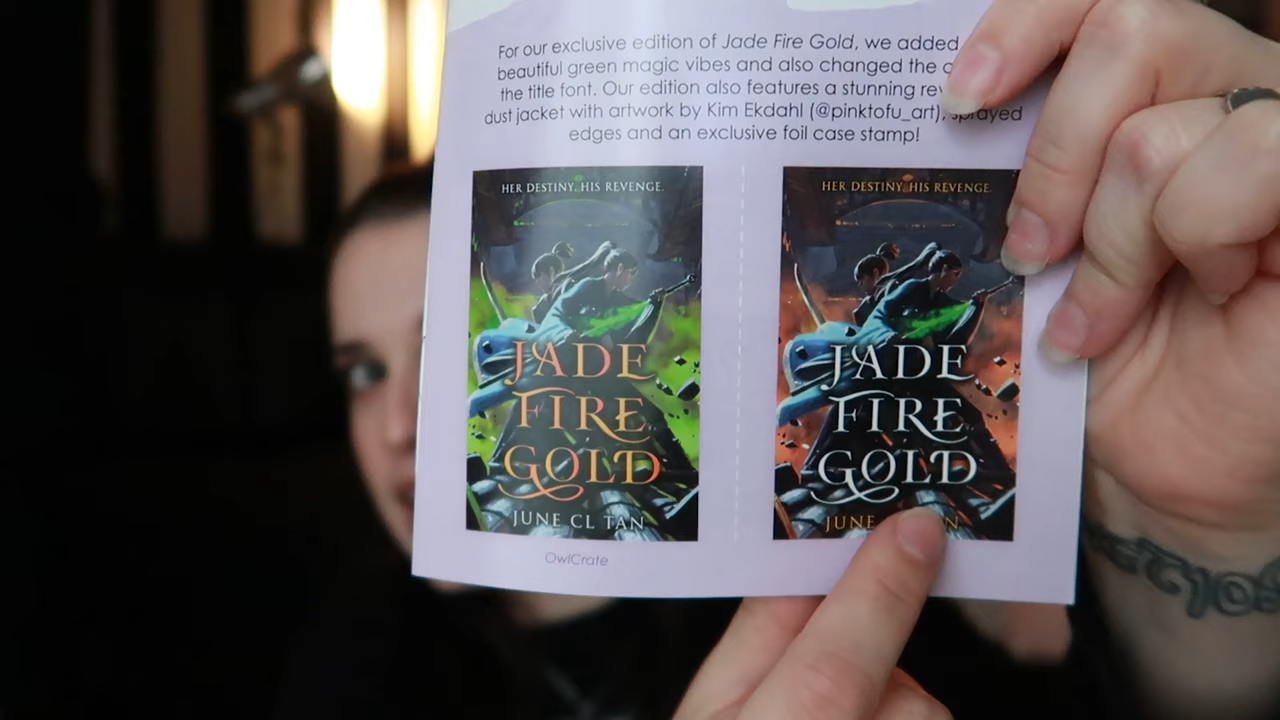 For our exclusive edition of Jade Fire Gold, we added
beautiful green magic vibes and also changed the
the title font. Our edition also features a stunning
dust jacket with artwork by Kim Ekdahl (@pinktofu_art), sprayed
edges and an exclusive foil case stamp!
HER DESTINY. HIS REVENGE.
JADE
FIRE
GOLD
JUNE CL TAN
OwlCrate
HER DESTINY. HIS REVENGE.
JADE
FIRE
GOLD
JUNE